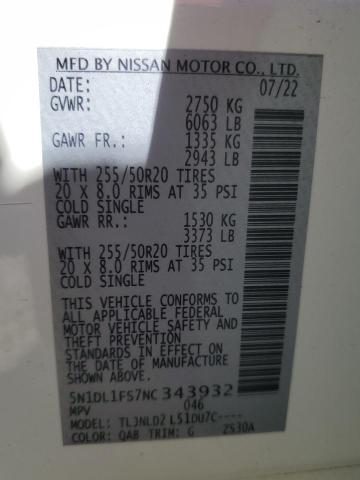 MFD BY NISSAN MOTOR CO., LTD.
DATE: 07/22
GVWR: 2750 KG
6063 LB
GAWR FR.: 1335 KG
2943 LB
WITH 255/50R20 TIRES
20 X 8.0 RIMS AT 35 PSI
COLD SINGLE
GAWR RR.: 1530 KG
3373 LB
WITH 255/50R20 TIRES
20 X 8.0 RIMS AT 35 PSI
COLD SINGLE
THIS VEHICLE CONFORMS TO
ALL APPLICABLE FEDERAL
MOTOR VEHICLE SAFETY AND
THEFT PREVENTION
STANDARDS IN EFFECT ON
THE DATE OF MANUFACTURE
SHOWN ABOVE.
5N1DL1FS7NC343932
MPV 046
MODEL: TLJNLD2L51DU7C----
COLOR: QAB TRIM: G 2530A